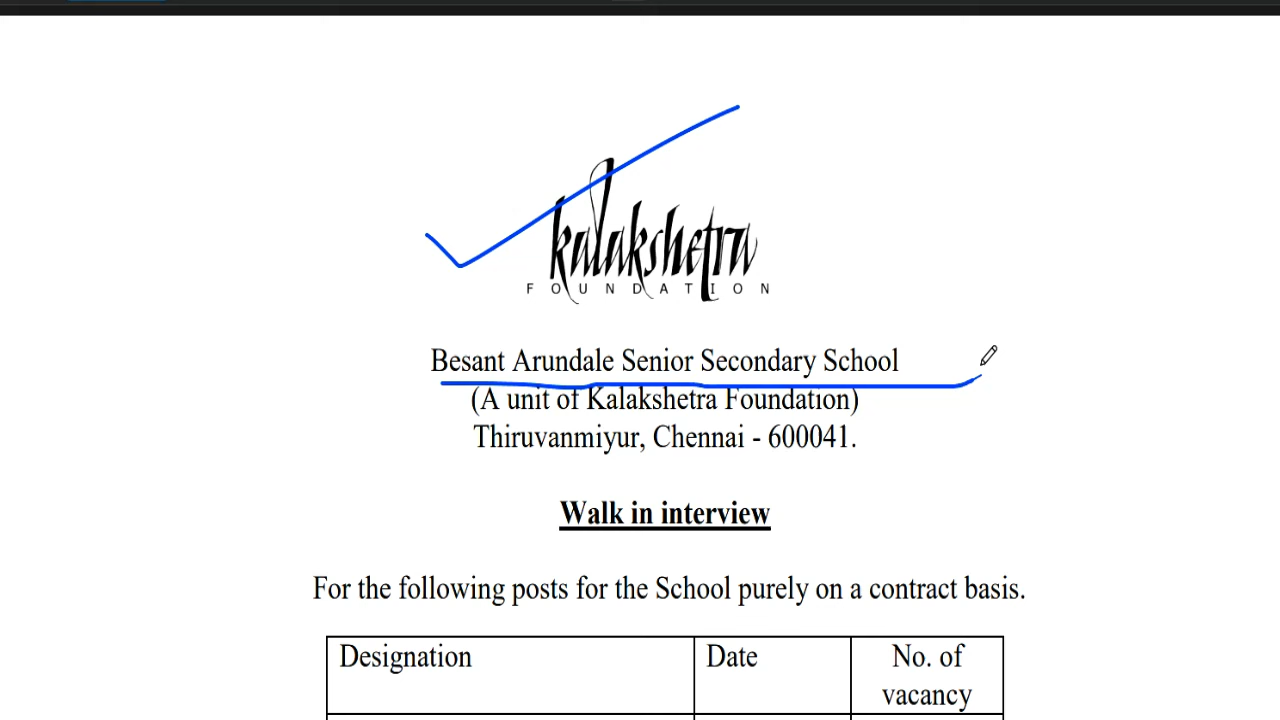 kalakshetra
FOUNDATION
Besant Arundale Senior Secondary School
(A unit of Kalakshetra Foundation)
Thiruvanmiyur, Chennai - 600041.
Walk in interview
For the following posts for the School purely on a contract basis.
Designation Date No. of
vacancy